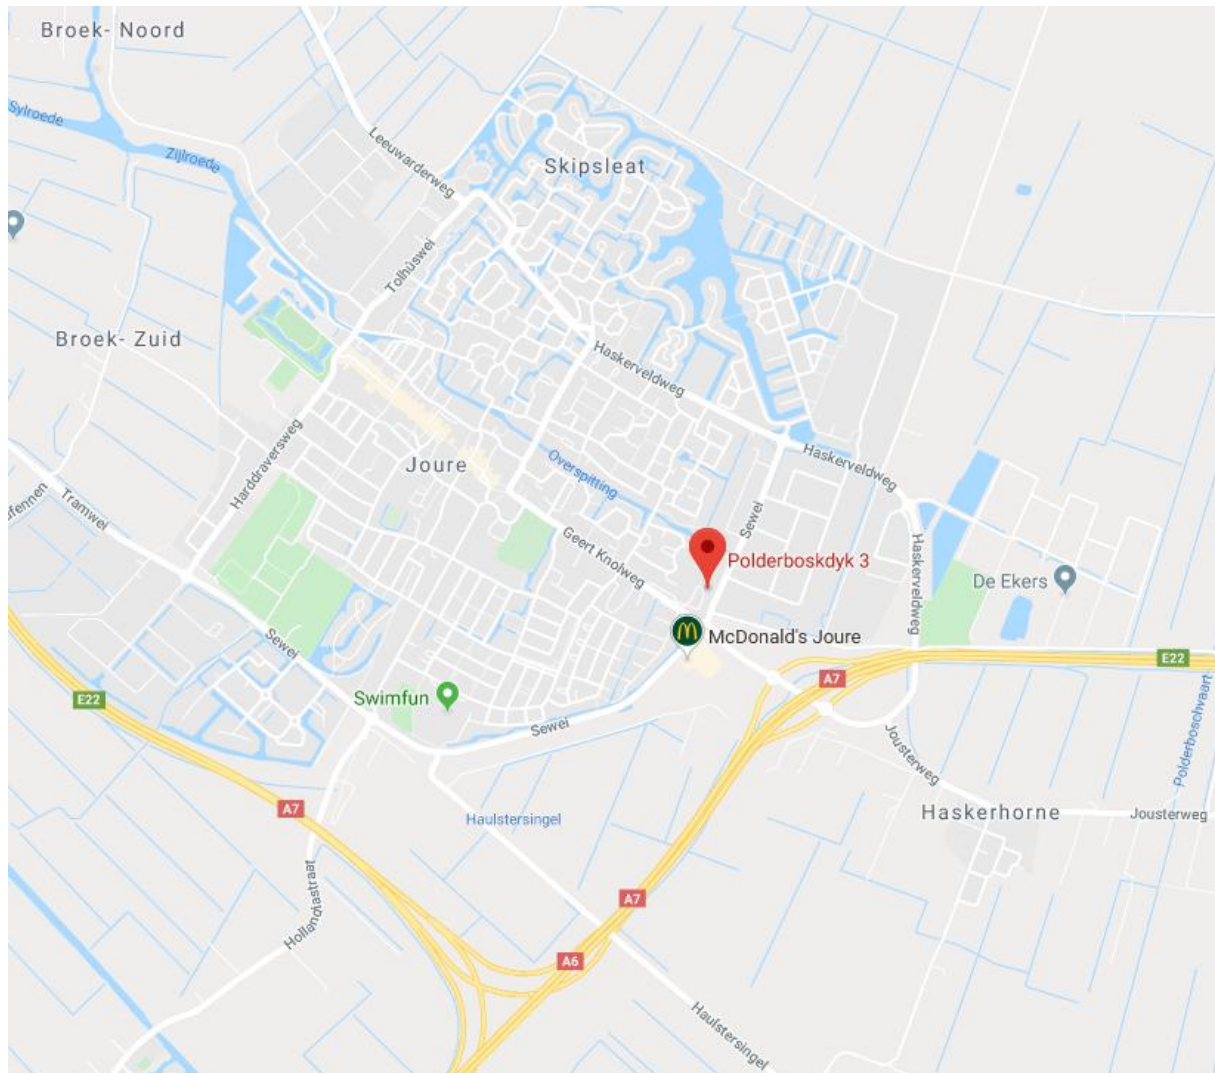 Broek- Noord
Sylroede
Zijlroede
Leeuwarderweg
Skipsleat
Tolhúswei
Broek- Zuid
Haskerveldweg
Harddraversweg
Joure
Overspitting
Haskerveldweg
Tramwei
Sewei
Geert Knolweg
Haskerveldweg
Polderboskdyk 3
De Ekers
McDonald's Joure
Sewei
E22
A7
E22
Swimfun
Polderboschvaart
Sewei
Jousterweg
A7
Haulstersingel
Haskerhorne
Jousterweg
Hollandiastraat
A7
A6
Haulstersingel